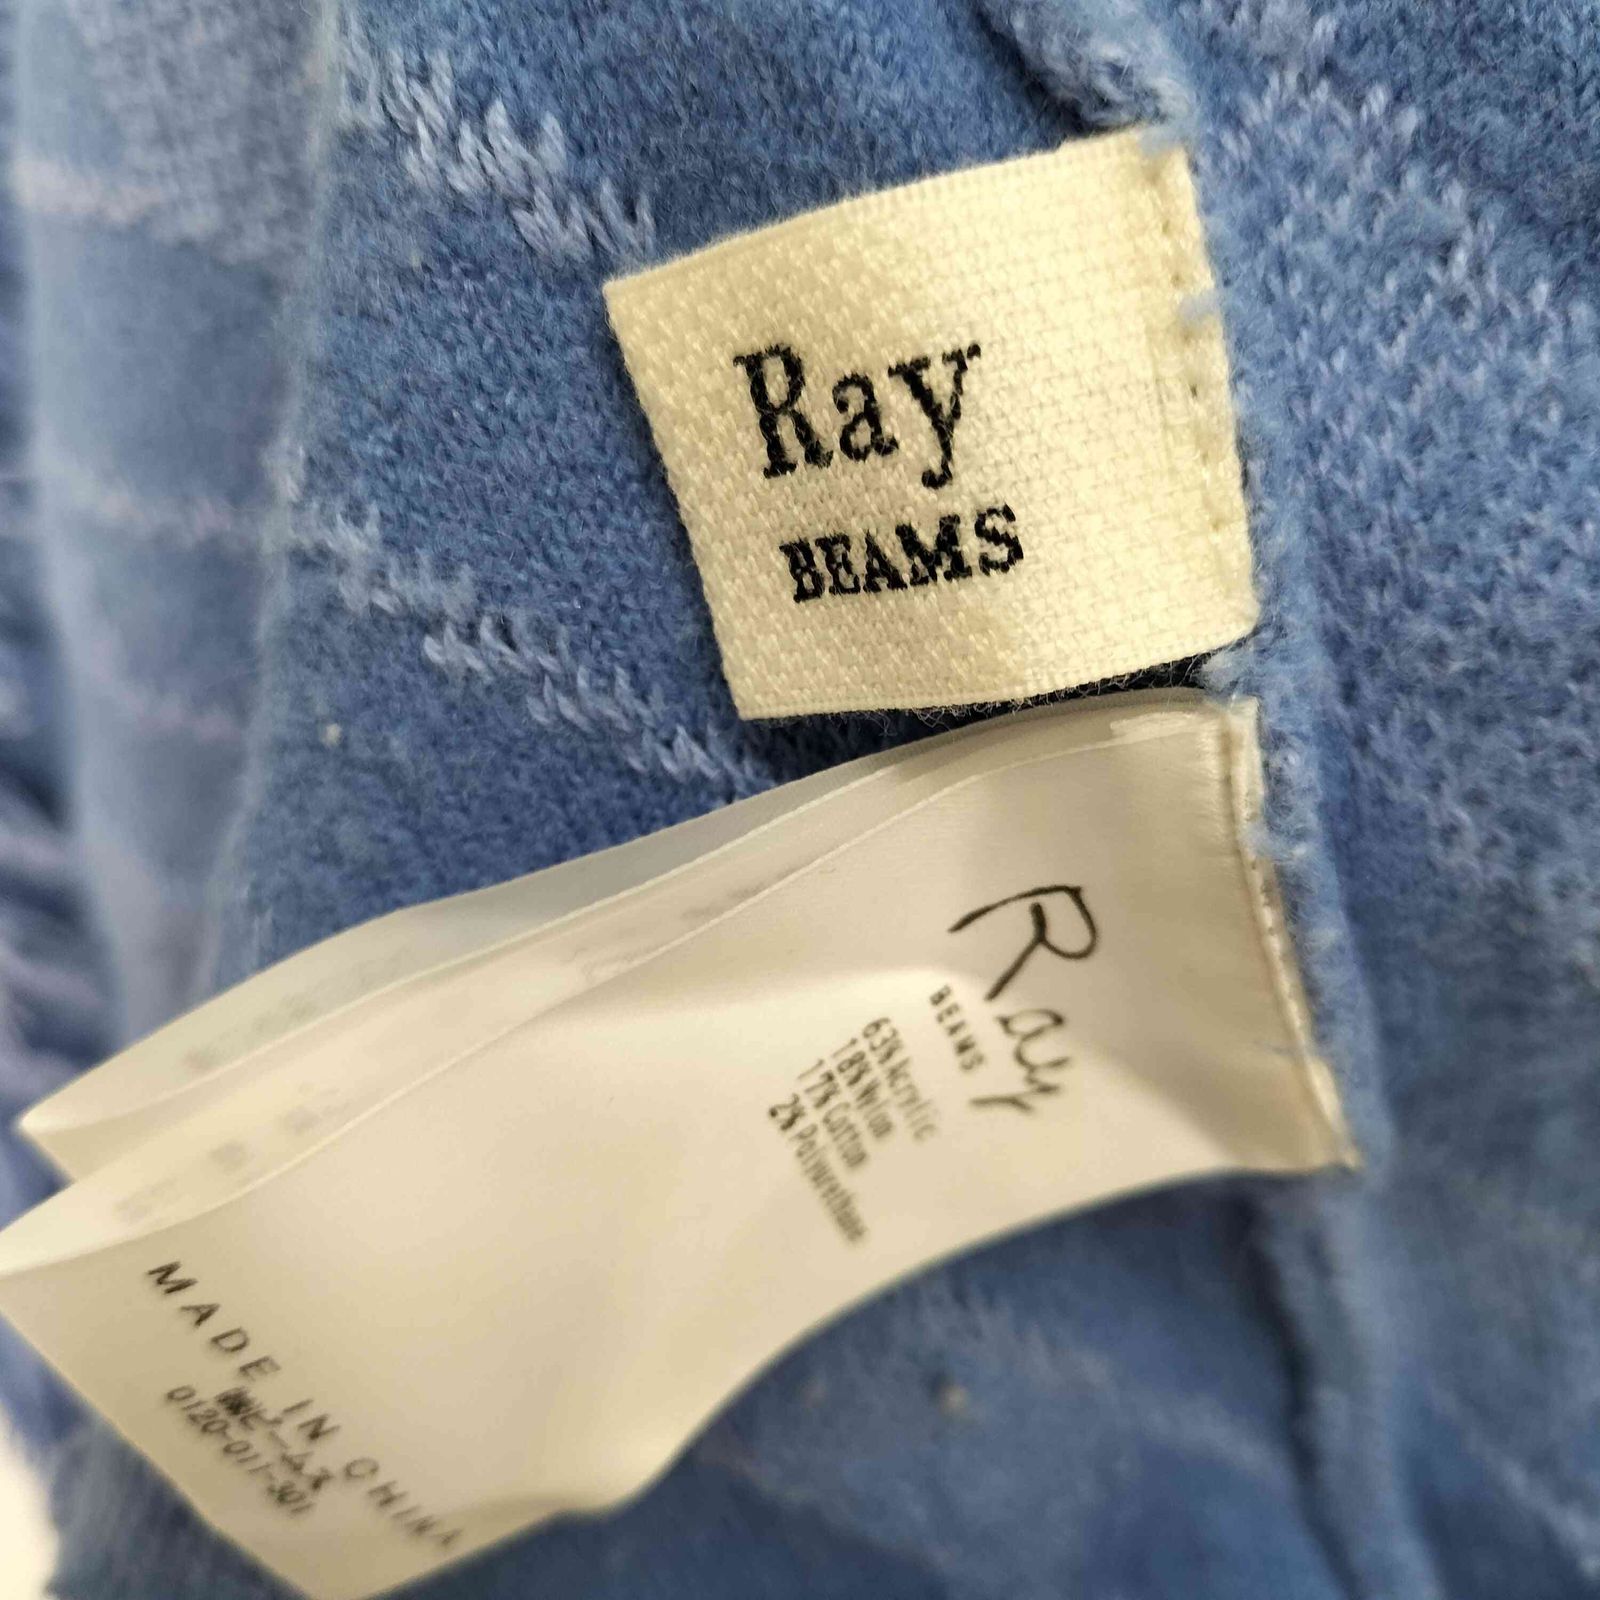 Ray
BEAMS
Ray
BEAMS
63% Acrylic
18% Nylon
17% Cotton
2% Polyurethane
MADE IN CHINA
0120-011-301